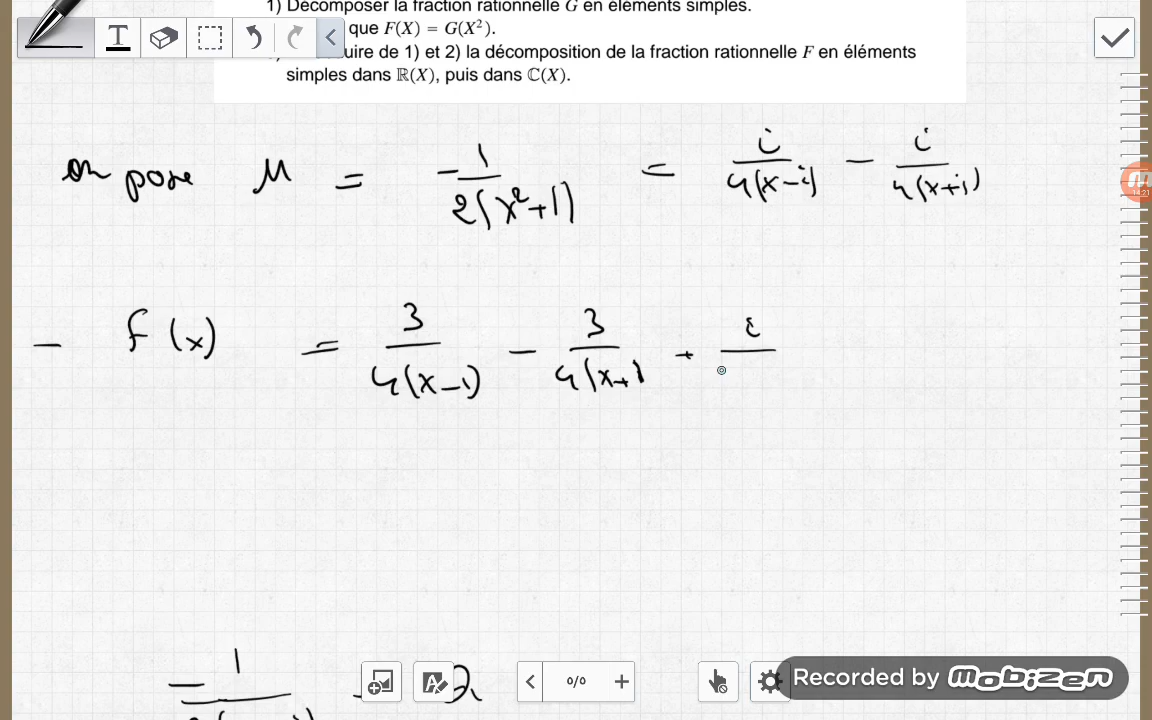 1) Décomposer la fraction rationnelle G en éléments simples.
que F(X) = G(X²).
uire de 1) et 2) la décomposition de la fraction rationnelle F en éléments
simples dans ℝ(X), puis dans ℂ(X).
on pose M = -1/2(x²+1) = i/4(x-i) - i/4(x+i)
- F(x) = 3/4(x-1) - 3/4(x+1 + i/
-1
0/0
T
Recorded by MOBIZEN